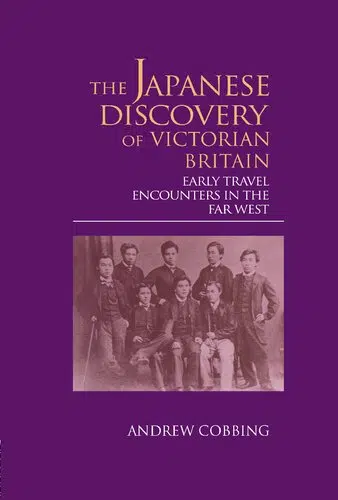 THE JAPANESE
DISCOVERY
OF VICTORIAN
BRITAIN
EARLY TRAVEL
ENCOUNTERS IN THE
FAR WEST
ANDREW COBBING